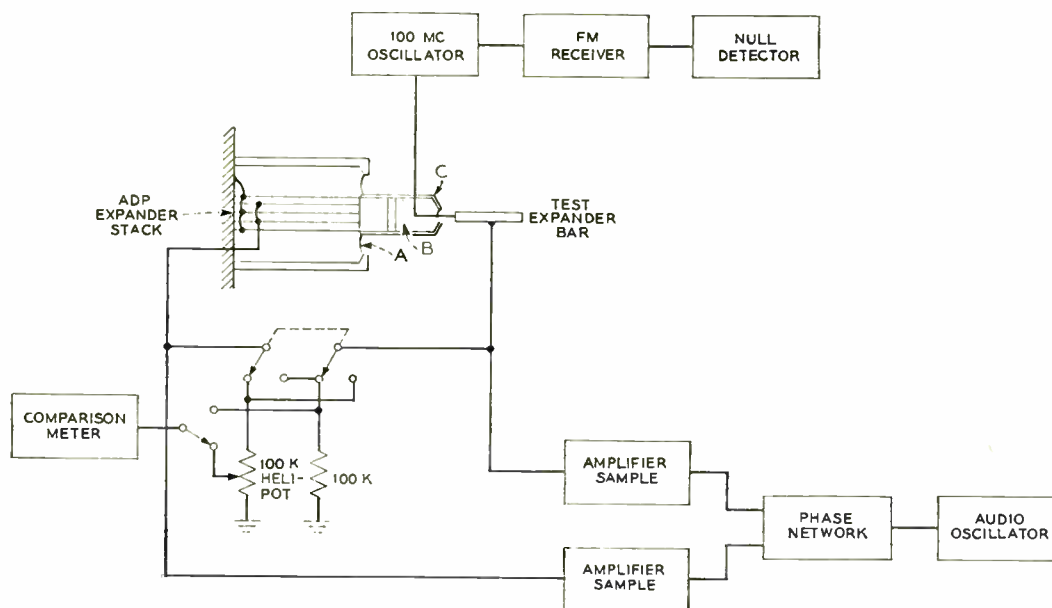 100 MC
OSCILLATOR
FM
RECEIVER
NULL
DETECTOR
C
ADP
EXPANDER
STACK
A
B
TEST
EXPANDER
BAR
COMPARISON
METER
100 K
HELI-
POT
100 K
AMPLIFIER
SAMPLE
PHASE
NETWORK
AUDIO
OSCILLATOR
AMPLIFIER
SAMPLE